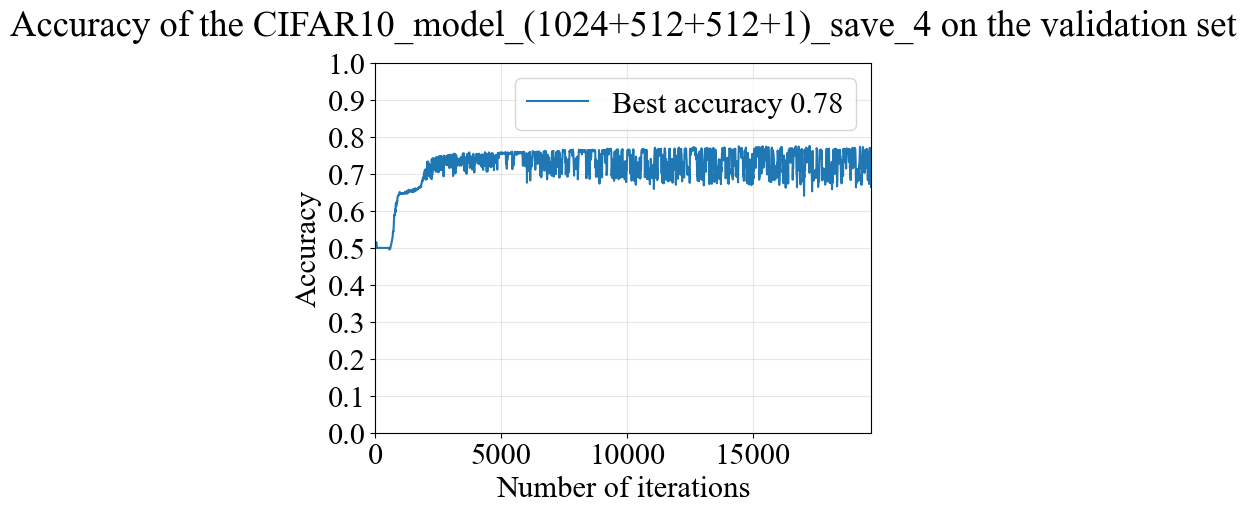 Accuracy of the CIFAR10_model_(1024+512+512+1)_save_4 on the validation set
Best accuracy 0.78
Accuracy
1.0
0.9
0.8
0.7
0.6
0.5
0.4
0.3
0.2
0.1
0.0
0 5000 10000 15000
Number of iterations